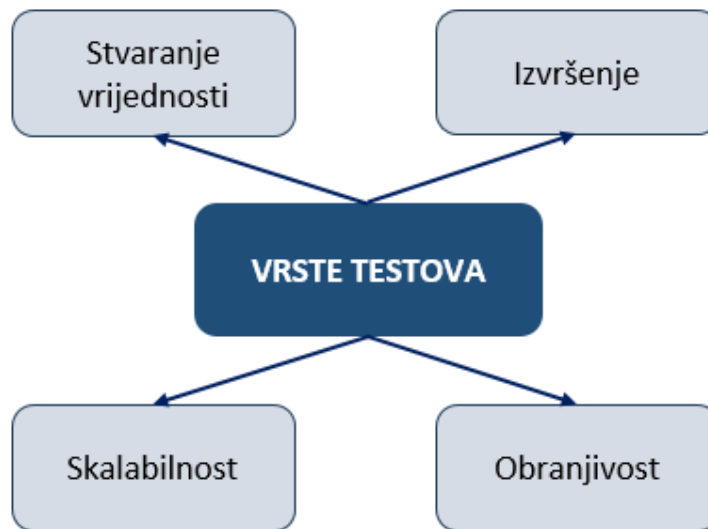 Stvaranje
vrijednosti
Izvršenje
VRSTE TESTOVA
Skalabilnost
Obranjivost